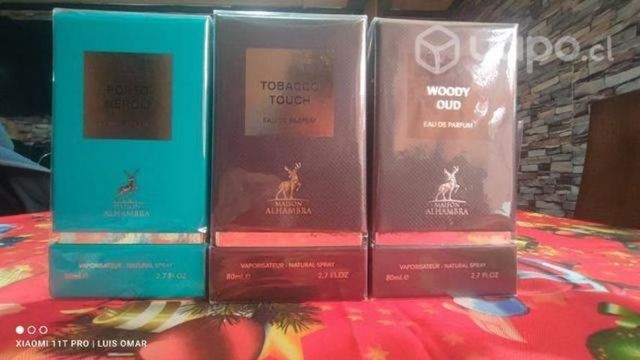 PORTO
NEROLI
MAISON
ALHAMBRA
VAPORISATEUR - NATURAL SPRAY
80mL.e 2.7 FL.OZ
TOBACCO
TOUCH
EAU DE PARFUM
MAISON
ALHAMBRA
VAPORISATEUR - NATURAL SPRAY
80mL.e 2.7 FL.OZ
WOODY
OUD
EAU DE PARFUM
MAISON
ALHAMBRA
VAPORISATEUR - NATURAL SPRAY
80mL.e 2.7 FL.OZ
XIAOMI 11T PRO | LUIS OMAR